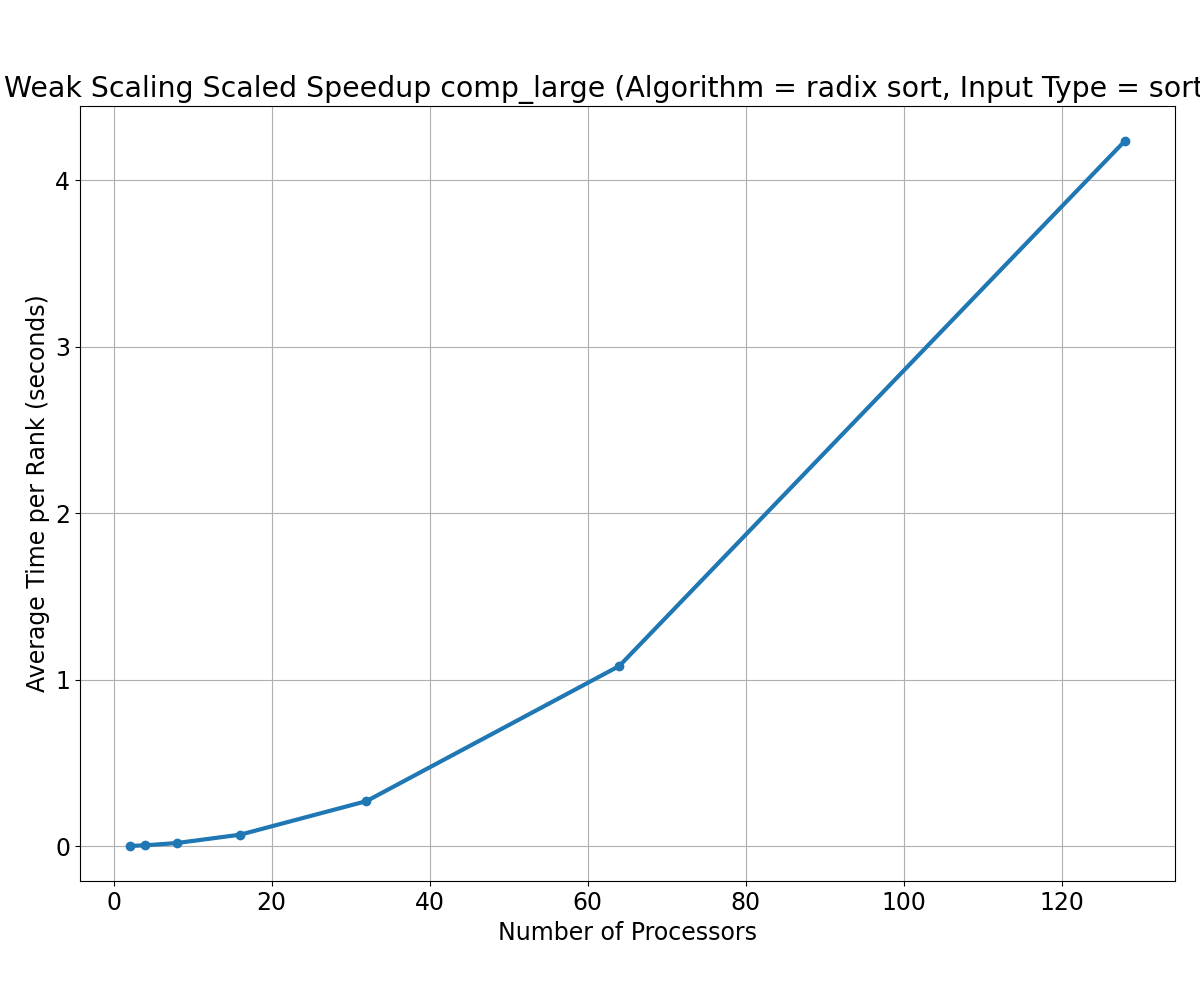 Weak Scaling Scaled Speedup comp_large (Algorithm = radix sort, Input Type = sort
4
3
2
1
0
Average Time per Rank (seconds)
0 20 40 60 80 100 120
Number of Processors